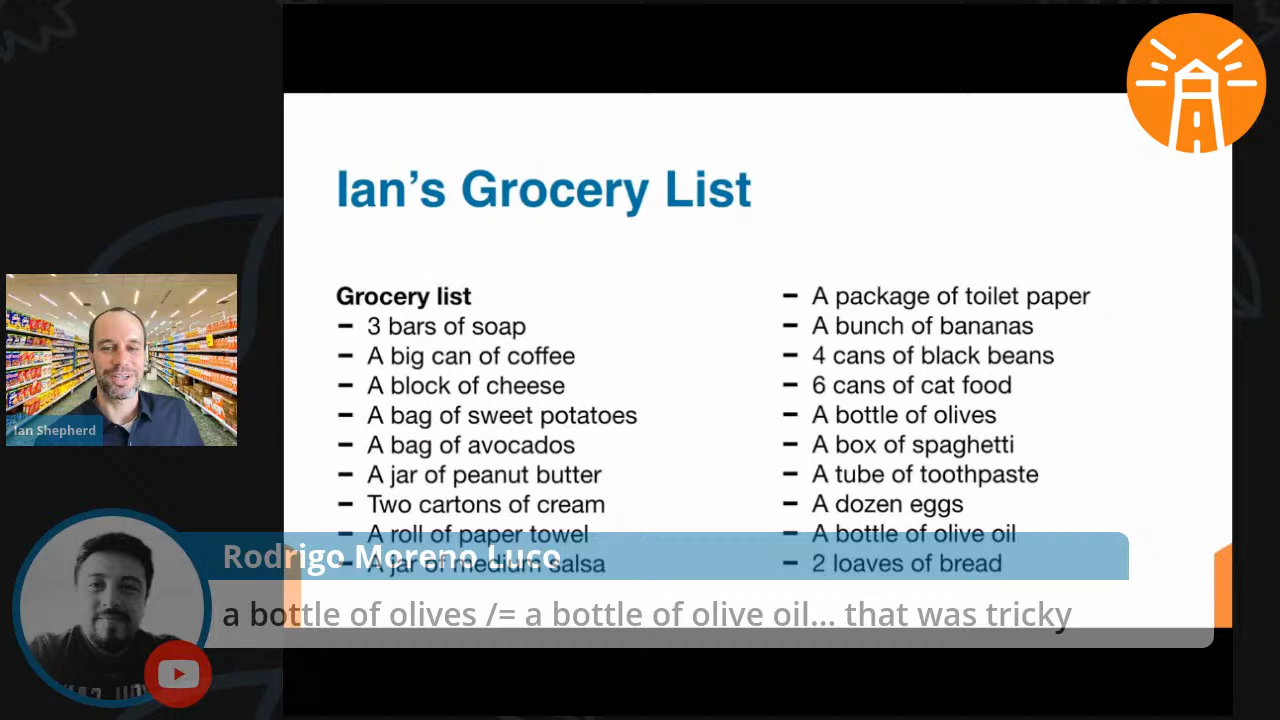 Ian's Grocery List
Grocery list
– 3 bars of soap
– A big can of coffee
– A block of cheese
– A bag of sweet potatoes
– A bag of avocados
– A jar of peanut butter
– Two cartons of cream
– A roll of paper towel
– A jar of medium salsa
– A package of toilet paper
– A bunch of bananas
– 4 cans of black beans
– 6 cans of cat food
– A bottle of olives
– A box of spaghetti
– A tube of toothpaste
– A dozen eggs
– A bottle of olive oil
– 2 loaves of bread
Ian Shepherd
Rodrigo Moreno Luco
a bottle of olives /= a bottle of olive oil... that was tricky